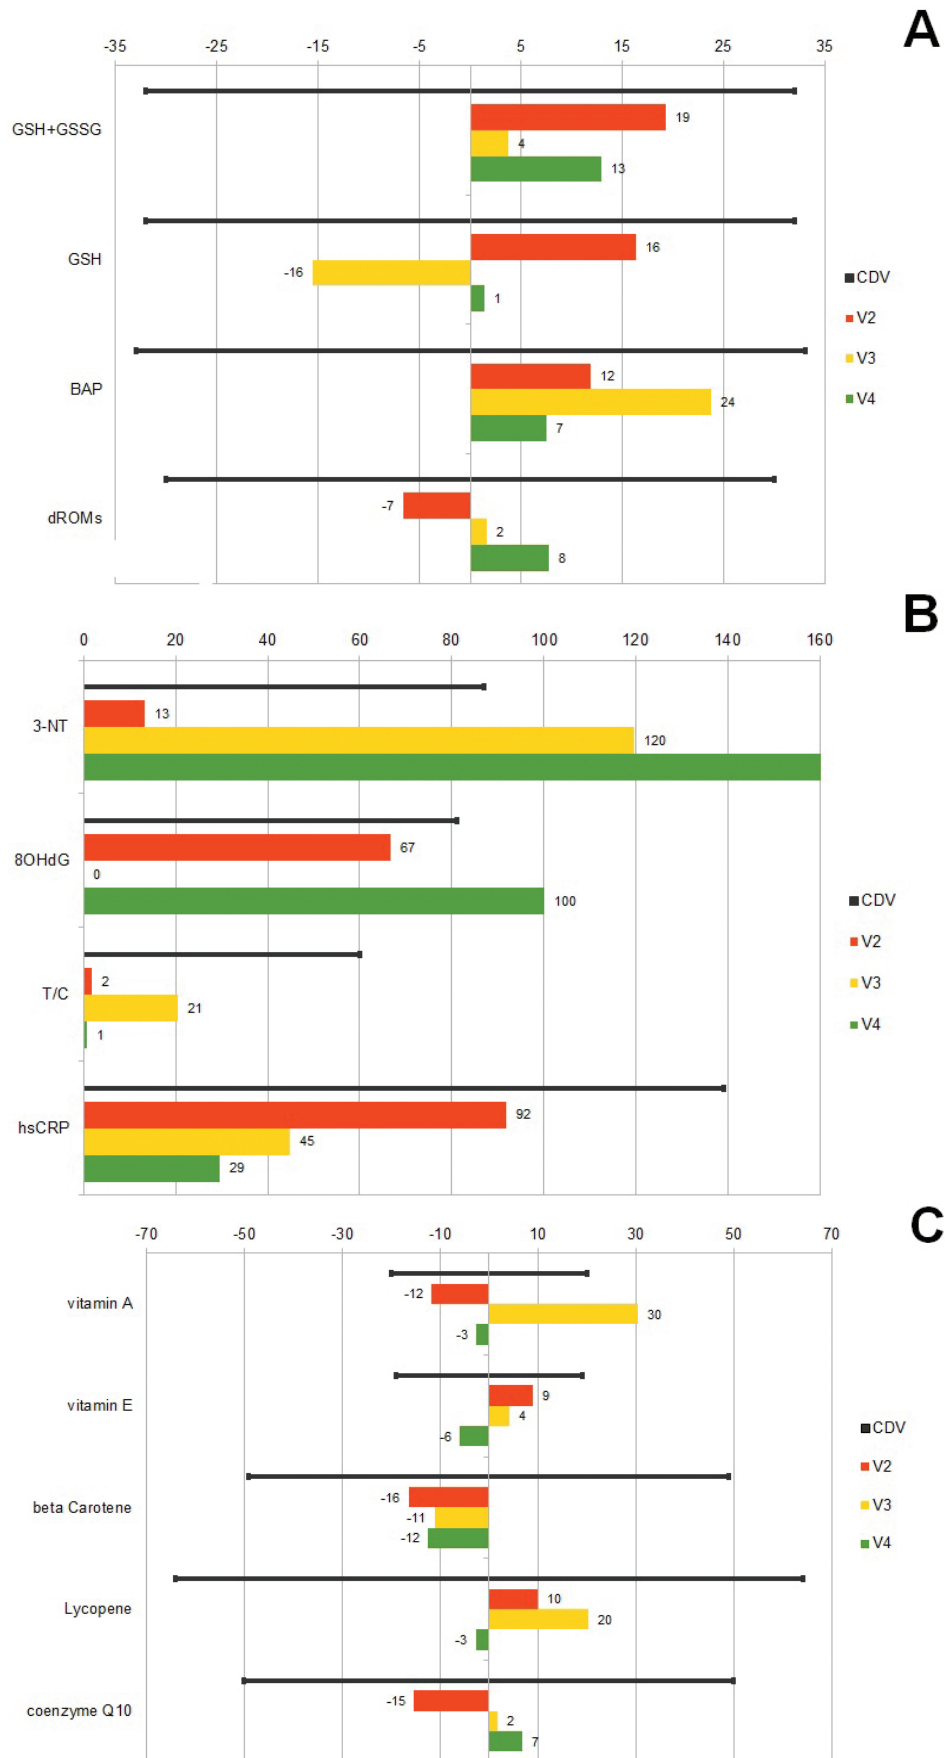 A
-35 -25 -15 -5 5 15 25 35
GSH+GSSG
19
4
13
GSH
16
-16
1
BAP
12
24
7
dROMs
-7
2
8
CDV
V2
V3
V4
B
0 20 40 60 80 100 120 140 160
3-NT
13
120
8OHdG
67
0
100
T/C
2
21
1
hsCRP
92
45
29
CDV
V2
V3
V4
C
-70 -50 -30 -10 10 30 50 70
vitamin A
-12
30
-3
vitamin E
9
4
-6
beta Carotene
-16
-11
-12
Lycopene
10
20
-3
coenzyme Q10
-15
2
7
CDV
V2
V3
V4